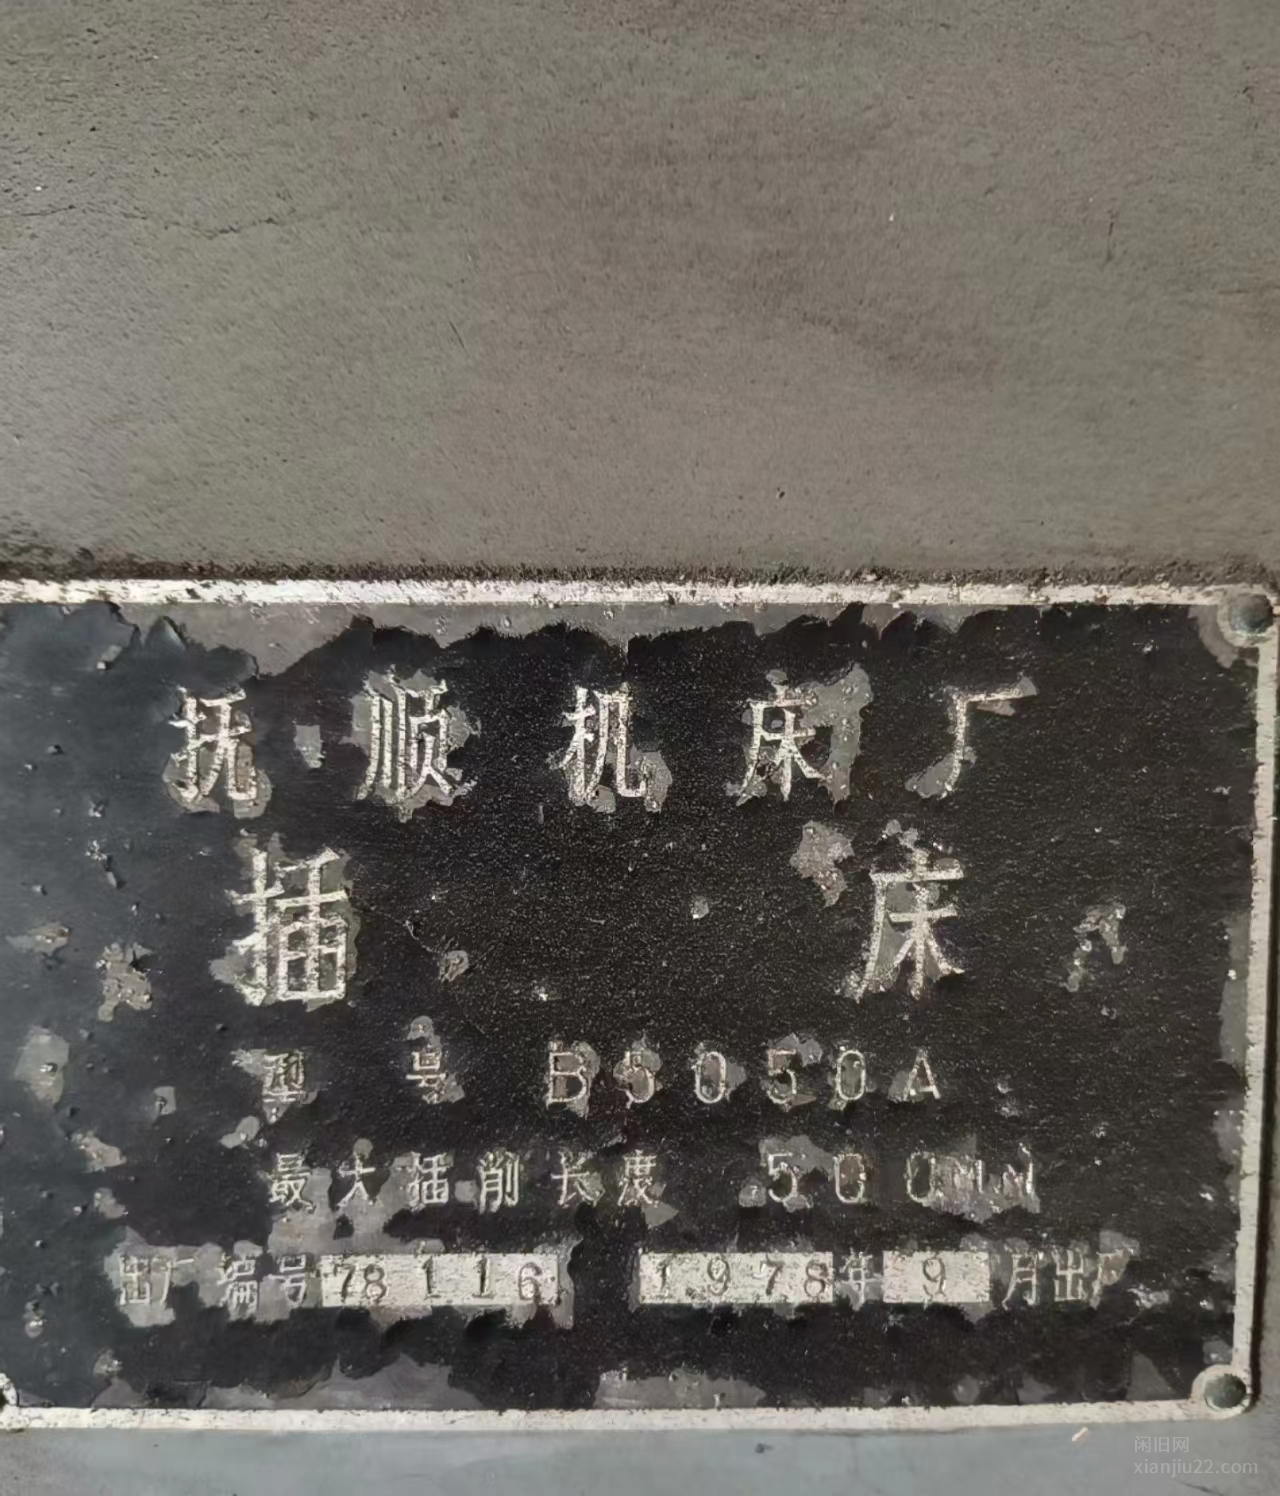 抚顺机床厂
插床
型号 B5050A
最大插削长度 500MM
出厂编号 78116 1978年9月出厂
闲旧网
xianjiu22.com